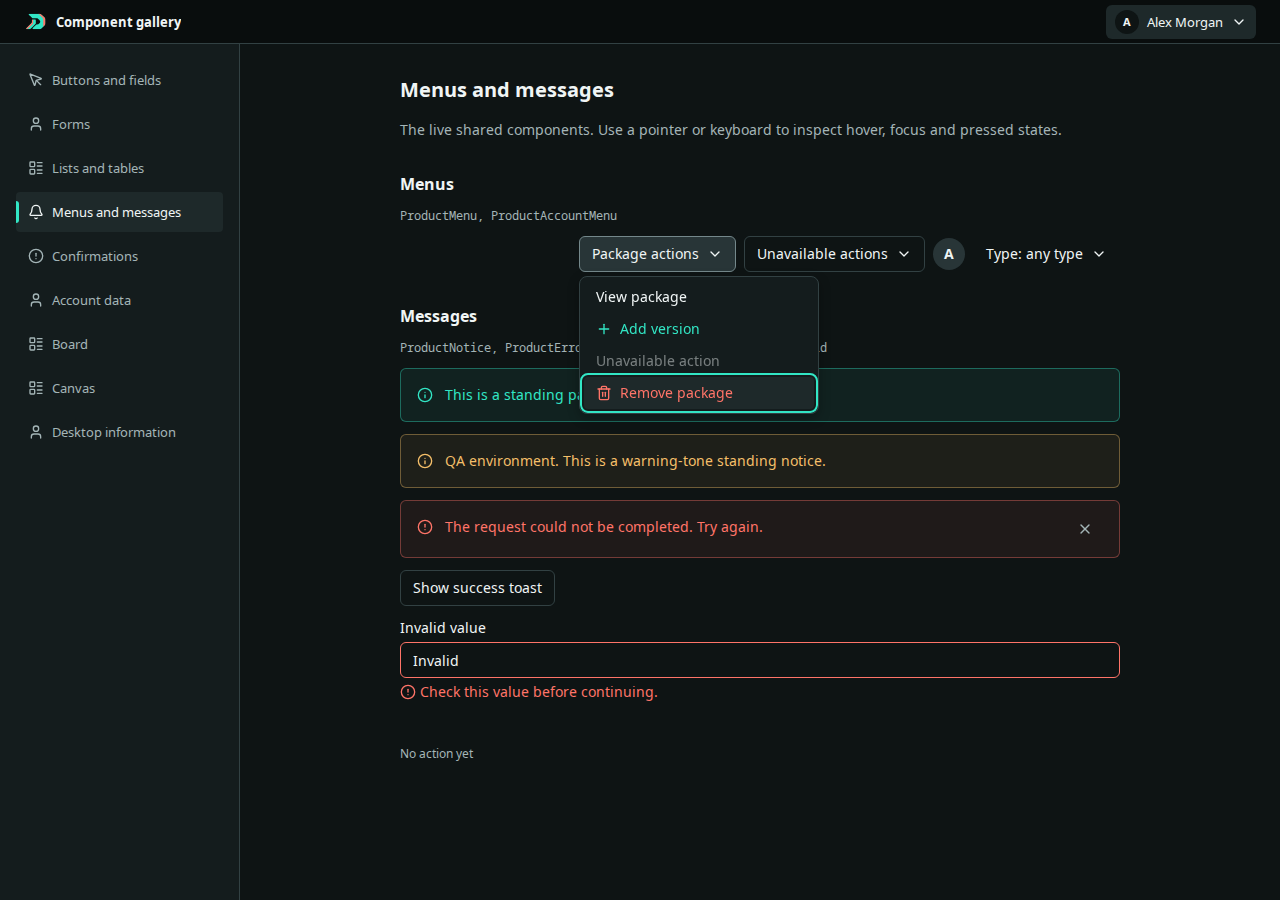 Component gallery
A
Alex Morgan
Buttons and fields
Forms
Lists and tables
Menus and messages
Confirmations
Account data
Board
Canvas
Desktop information
Menus and messages
The live shared components. Use a pointer or keyboard to inspect hover, focus and pressed states.
Menus
ProductMenu, ProductAccountMenu
Package actions
Unavailable actions
A
Type: any type
View package
Add version
Unavailable action
Remove package
Messages
ProductNotice,
This is a standing
QA environment. This is a warning-tone standing notice.
The request could not be completed. Try again.
Show success toast
Invalid value
Invalid
Check this value before continuing.
No action yet